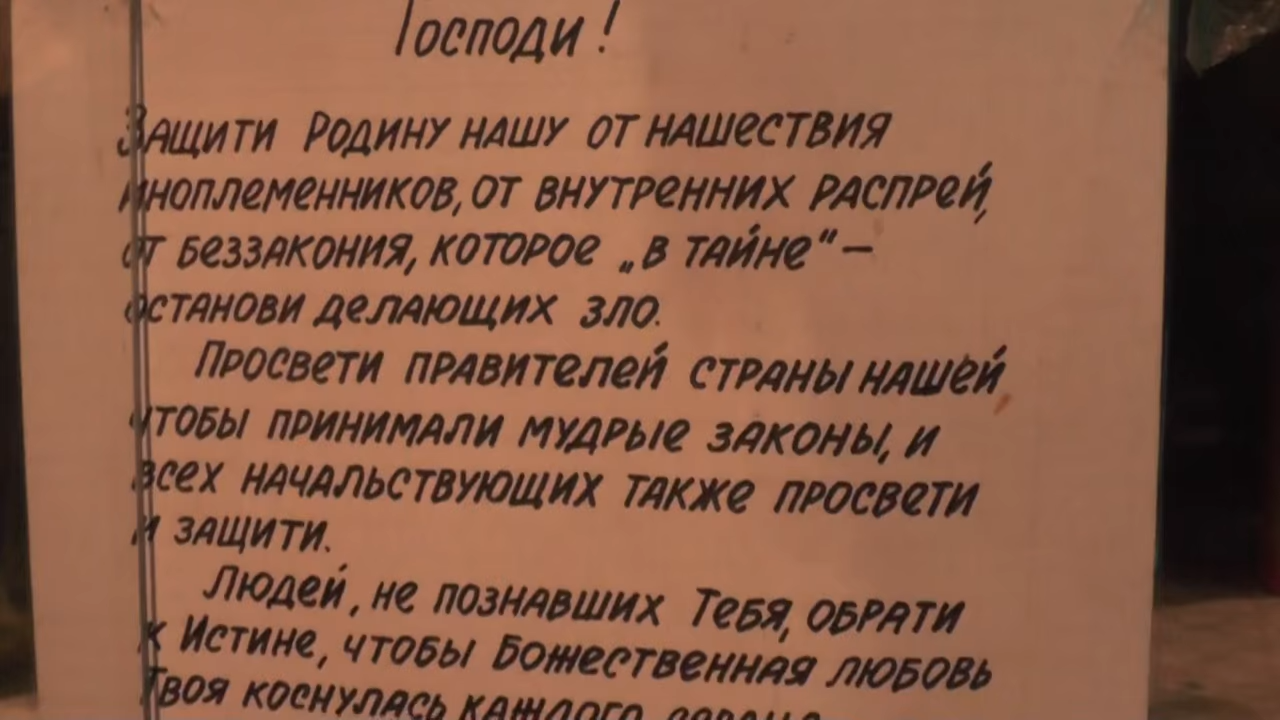 Господи!
Защити Родину нашу от нашествия
иноплеменников, от внутренних распрей,
от беззакония, которое „в тайне“ –
останови делающих зло.
Просвети правителей страны нашей
чтобы принимали мудрые законы, и
всех начальствующих также просвети
и защити.
Людей, не познавших Тебя, обрати
к Истине, чтобы Божественная любовь
Твоя коснулась каждого